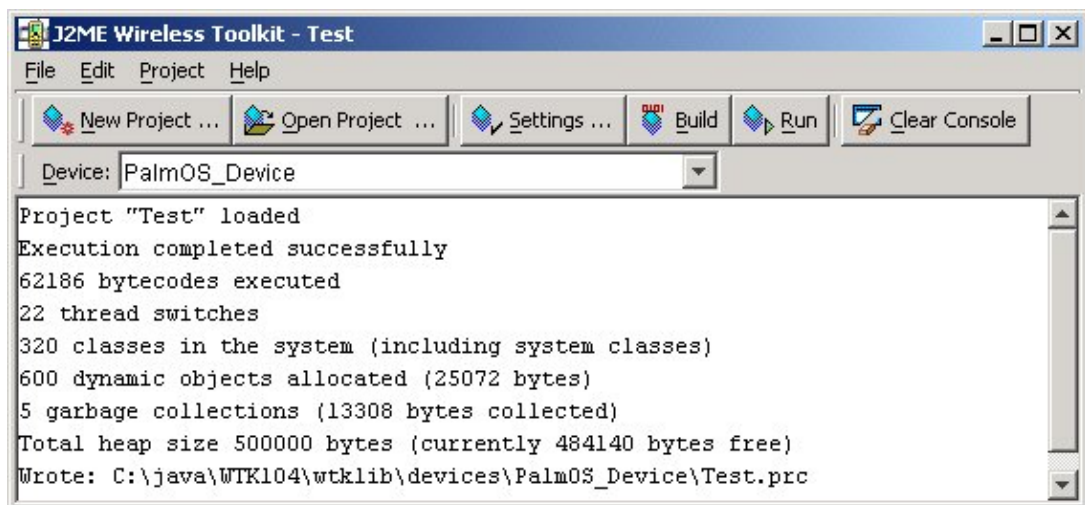 J2ME Wireless Toolkit - Test
File Edit Project Help
New Project ... Open Project ... Settings ... Build Run Clear Console
Device: PalmOS_Device
Project "Test" loaded
Execution completed successfully
62186 bytecodes executed
22 thread switches
320 classes in the system (including system classes)
600 dynamic objects allocated (25072 bytes)
5 garbage collections (13308 bytes collected)
Total heap size 500000 bytes (currently 484140 bytes free)
Wrote: C:\java\WTK104\wtklib\devices\PalmOS_Device\Test.prc